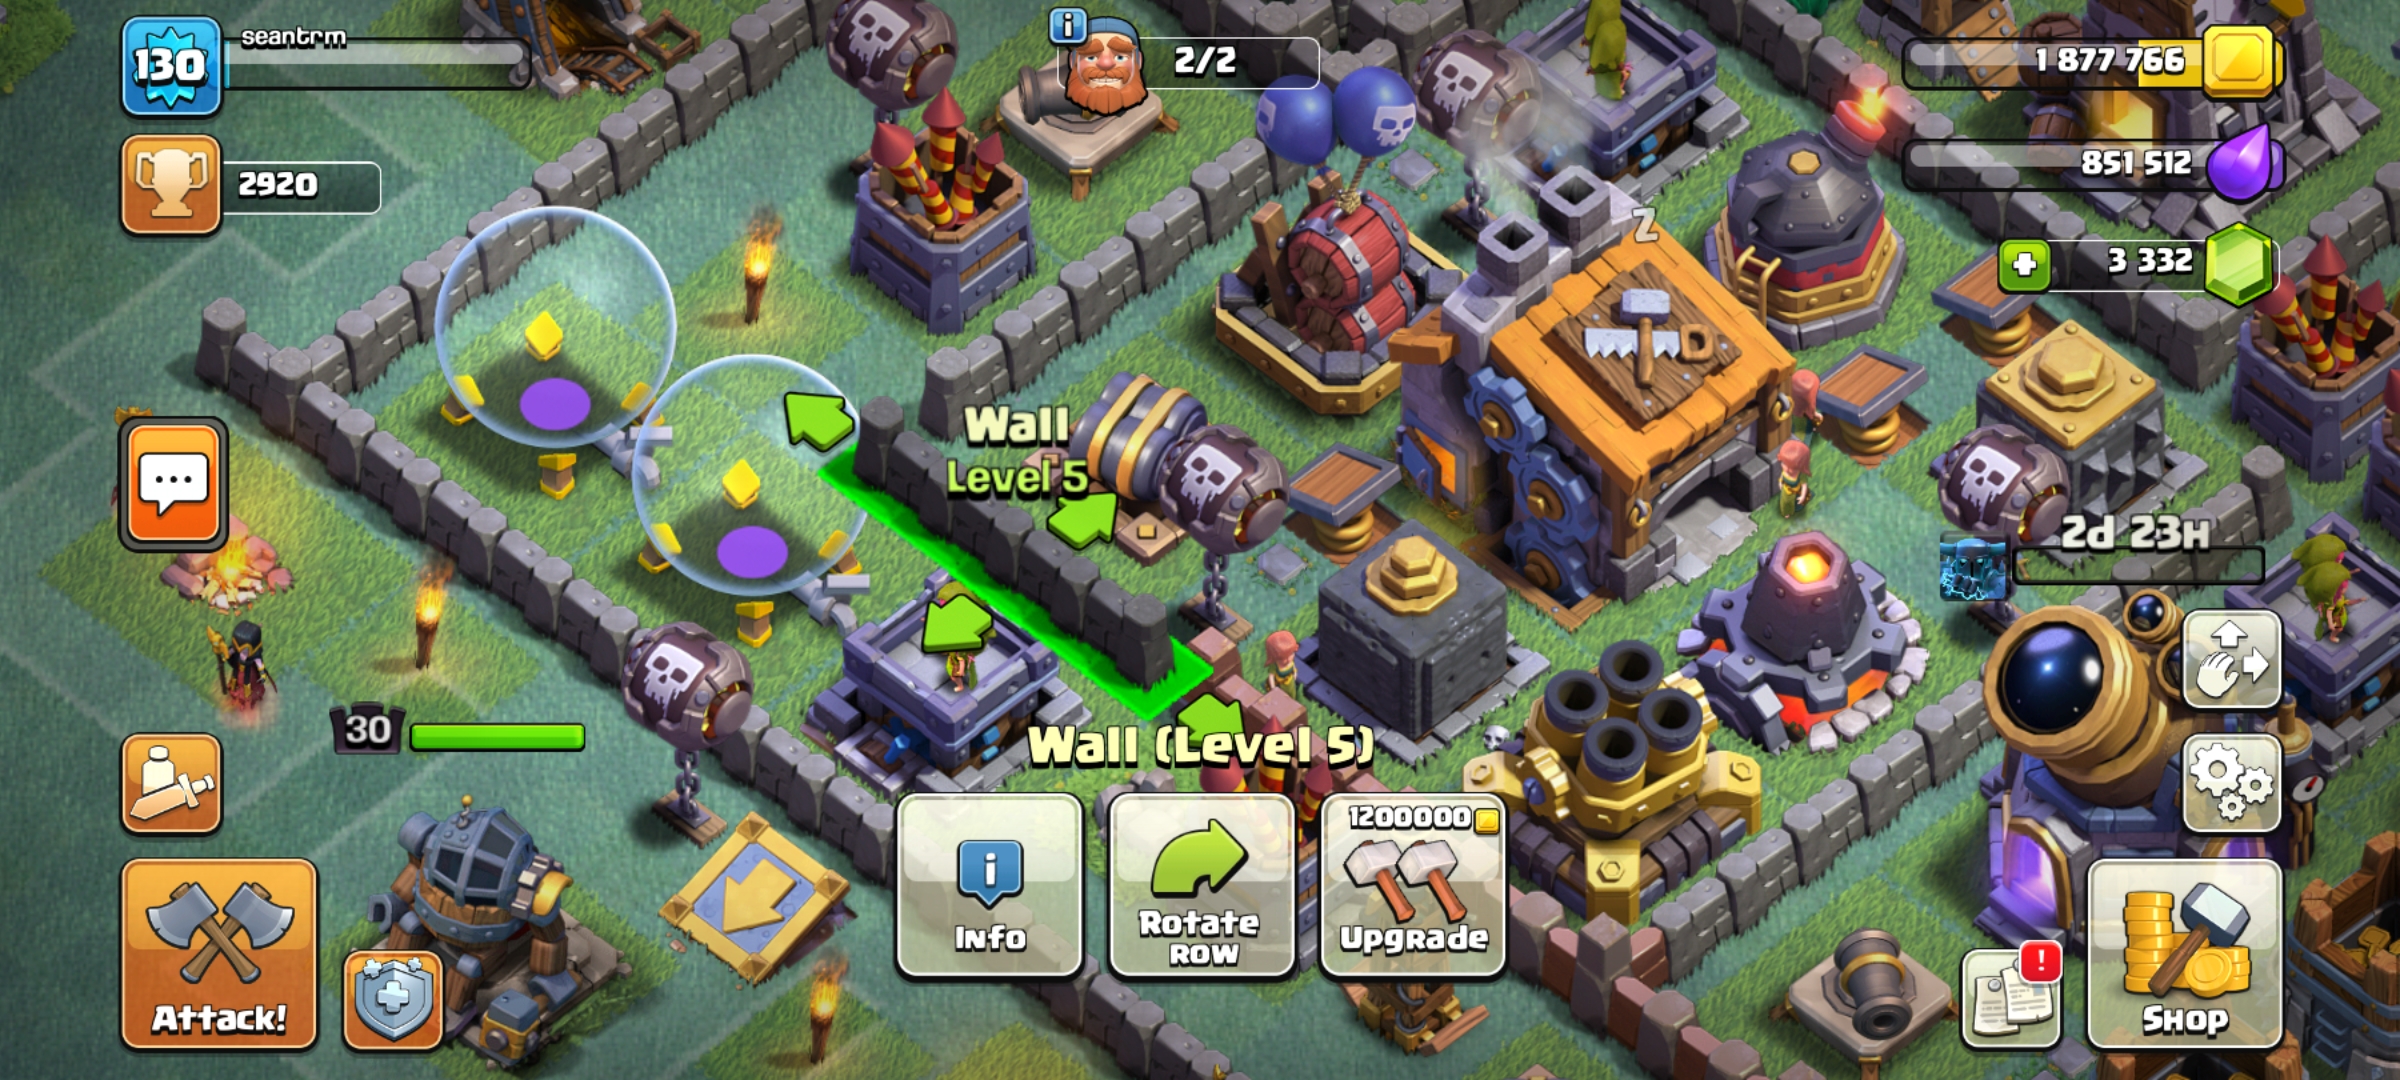 130
seantrm
2/2
1 877 766
2920
851 512
3 332
Z
Wall
Level 5
2d 23H
30
Wall (Level 5)
Info
Rotate
ROW
1200000
Upgrade
Attack!
!
Shop